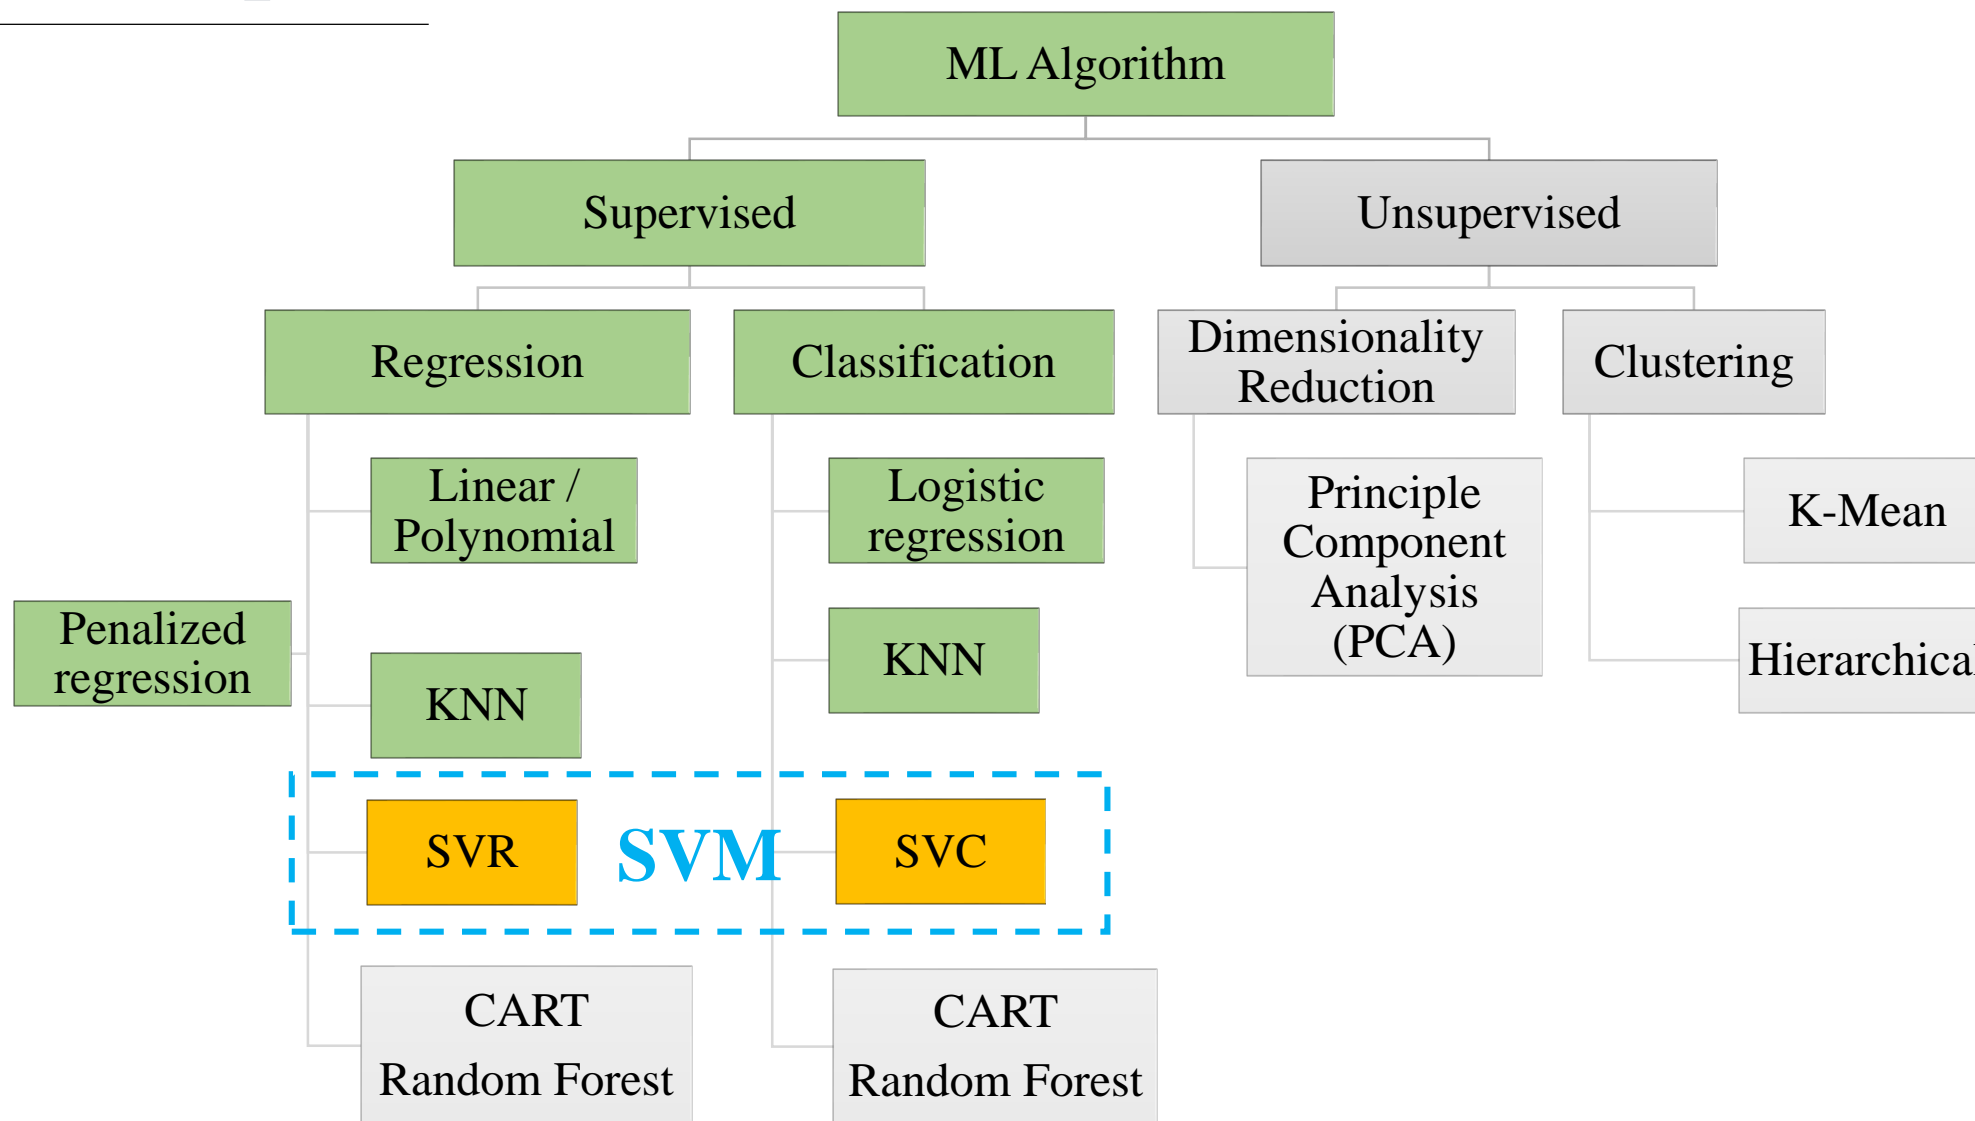 ML Algorithm
Supervised
Unsupervised
Regression
Classification
Dimensionality
Reduction
Clustering
Linear /
Polynomial
Logistic
regression
Principle
Component
Analysis
(PCA)
K-Mean
Penalized
regression
KNN
KNN
Hierarchical
SVR
SVM
SVC
CART
Random Forest
CART
Random Forest